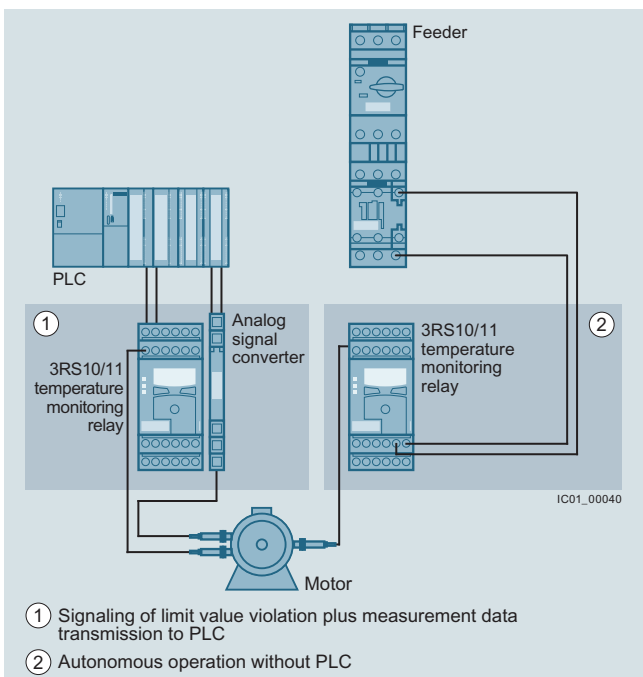 Feeder
PLC
1
Analog
signal
converter
3RS10/11
temperature
monitoring
relay
3RS10/11
temperature
monitoring
relay
2
IC01_00040
Motor
1 Signaling of limit value violation plus measurement data
transmission to PLC
2 Autonomous operation without PLC